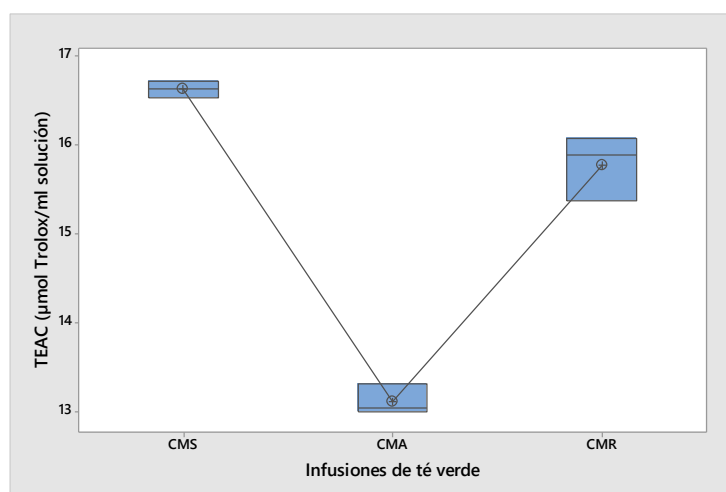 TEAC (µmol Trolox/ml solución)
17
16
15
14
13
CMS CMA CMR
Infusiones de té verde